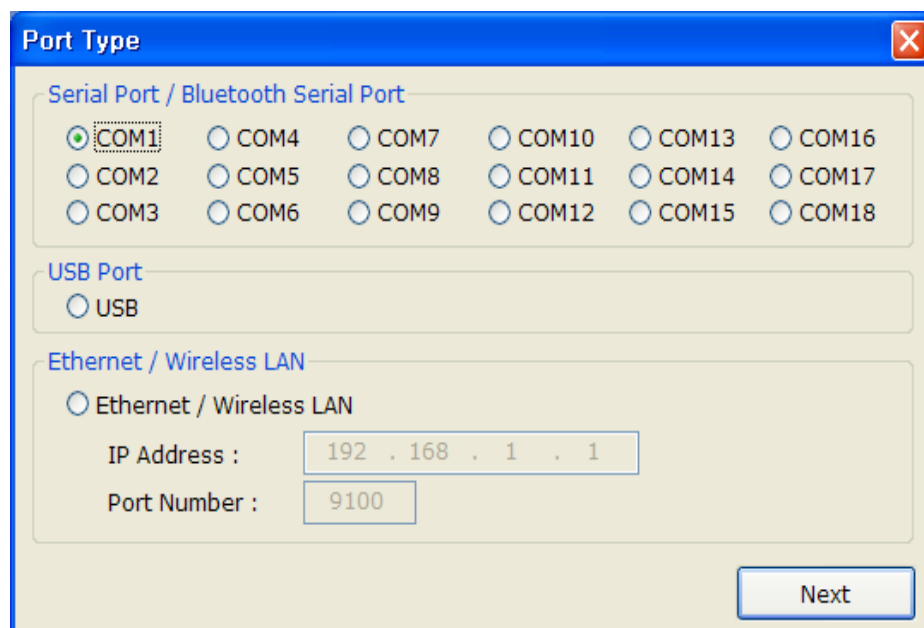 Port Type
Serial Port / Bluetooth Serial Port
COM1 COM4 COM7 COM10 COM13 COM16
COM2 COM5 COM8 COM11 COM14 COM17
COM3 COM6 COM9 COM12 COM15 COM18
USB Port
USB
Ethernet / Wireless LAN
Ethernet / Wireless LAN
IP Address : 192 . 168 . 1 . 1
Port Number : 9100
Next